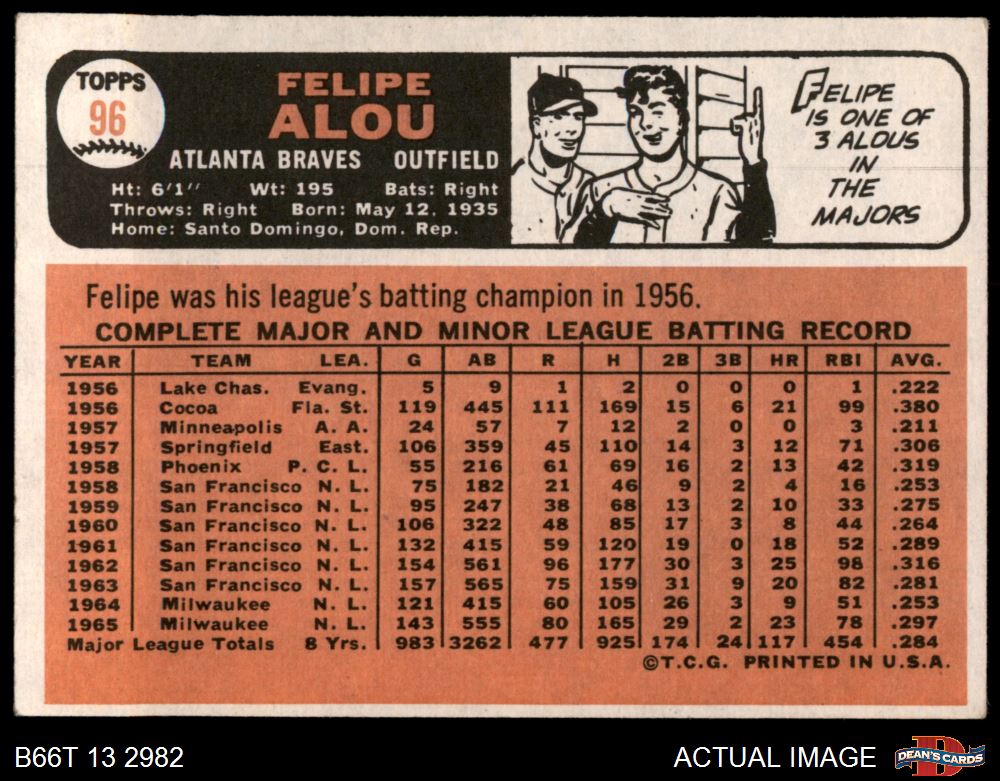 TOPPS
96
FELIPE
ALOU
ATLANTA BRAVES OUTFIELD
Ht: 6'1" Wt: 195 Bats: Right
Throws: Right Born: May 12, 1935
Home: Santo Domingo, Dom. Rep.
FELIPE
IS ONE OF
3 ALOUS
IN
THE
MAJORS
Felipe was his league's batting champion in 1956.
COMPLETE MAJOR AND MINOR LEAGUE BATTING RECORD
YEAR TEAM LEA. G AB R H 2B 3B HR RBI AVG.
1956 Lake Chas. Evang. 5 9 1 2 0 0 0 1 .222
1956 Cocoa Fla. St. 119 445 111 169 15 6 21 99 .380
1957 Minneapolis A. A. 24 57 7 12 2 0 0 3 .211
1957 Springfield East. 106 359 45 110 14 3 12 71 .306
1958 Phoenix P. C. L. 55 216 61 69 16 2 13 42 .319
1958 San Francisco N. L. 75 182 21 46 9 2 4 16 .253
1959 San Francisco N. L. 95 247 38 68 13 2 10 33 .275
1960 San Francisco N. L. 106 322 48 85 17 3 8 44 .264
1961 San Francisco N. L. 132 415 59 120 19 0 18 52 .289
1962 San Francisco N. L. 154 561 96 177 30 3 25 98 .316
1963 San Francisco N. L. 157 565 75 159 31 9 20 82 .281
1964 Milwaukee N. L. 121 415 60 105 26 3 9 51 .253
1965 Milwaukee N. L. 143 555 80 165 29 2 23 78 .297
Major League Totals 8 Yrs. 983 3262 477 925 174 24 117 454 .284
©T.C.G. PRINTED IN U.S.A.
B66T 13 2982 ACTUAL IMAGE DEAN'S CARDS